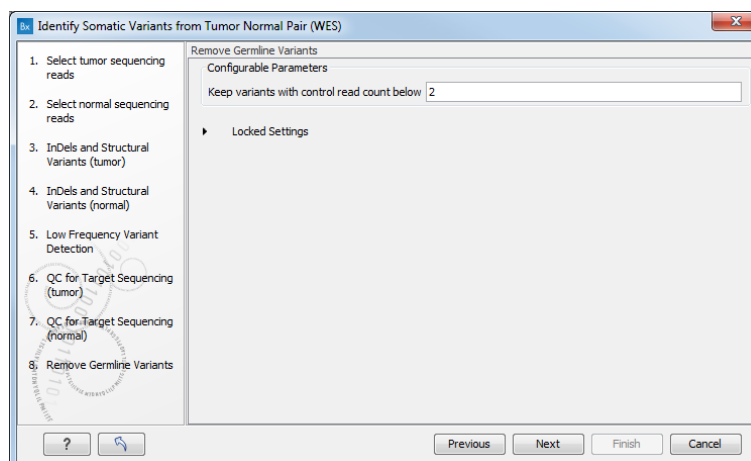 Bx Identify Somatic Variants from Tumor Normal Pair (WES)
x
1. Select tumor sequencing
reads
2. Select normal sequencing
reads
3. InDels and Structural
Variants (tumor)
4. InDels and Structural
Variants (normal)
5. Low Frequency Variant
Detection
6. QC for Target Sequencing
(tumor)
7. QC for Target Sequencing
(normal)
8. Remove Germline Variants
Remove Germline Variants
Configurable Parameters
Keep variants with control read count below 2
Locked Settings
? Previous Next Finish Cancel